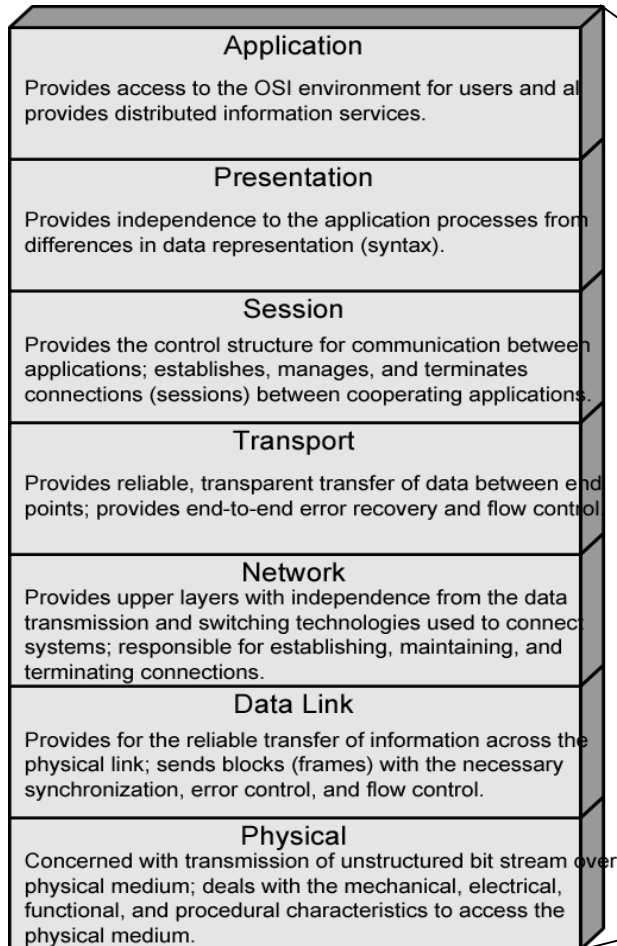 Application
Provides access to the OSI environment for users and al
provides distributed information services.
Presentation
Provides independence to the application processes from
differences in data representation (syntax).
Session
Provides the control structure for communication between
applications; establishes, manages, and terminates
connections (sessions) between cooperating applications.
Transport
Provides reliable, transparent transfer of data between end
points; provides end-to-end error recovery and flow control.
Network
Provides upper layers with independence from the data
transmission and switching technologies used to connect
systems; responsible for establishing, maintaining, and
terminating connections.
Data Link
Provides for the reliable transfer of information across the
physical link; sends blocks (frames) with the necessary
synchronization, error control, and flow control.
Physical
Concerned with transmission of unstructured bit stream over
physical medium; deals with the mechanical, electrical,
functional, and procedural characteristics to access the
physical medium.